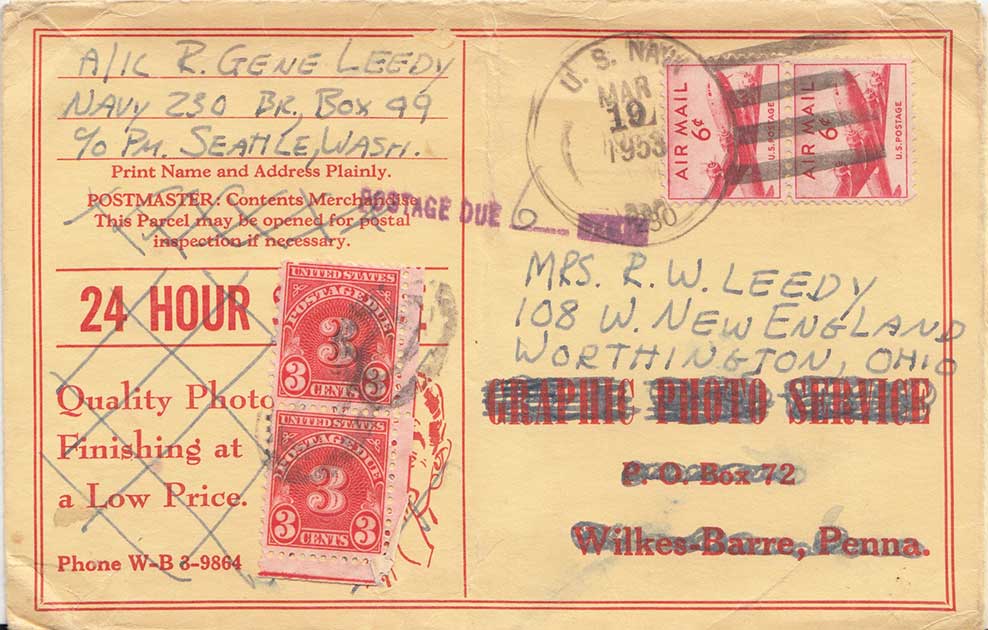 A/1C R. GENE LEEDY
NAVY 230 BR, BOX 99
c/o PM. SEATTLE, WASH.
Print Name and Address Plainly.
POSTMASTER: Contents Merchandise
This Parcel may be opened for postal
inspection if necessary.
POSTAGE DUE
24 HOUR
Quality Photo
Finishing at
a Low Price.
Phone W-B 3-9864
UNITED STATES
POSTAGE DUE
3
3 CENTS 3
UNITED STATES
POSTAGE DUE
3
3 CENTS 3
U. S. NAVY
MAR
19
1953
AIR MAIL
6¢
U.S. POSTAGE
AIR MAIL
6¢
U.S. POSTAGE
MRS. R. W. LEEDY
108 W. NEW ENGLAND
WORTHINGTON, OHIO
GRAPHIC PHOTO SERVICE
P. O. Box 72
Wilkes-Barre, Penna.